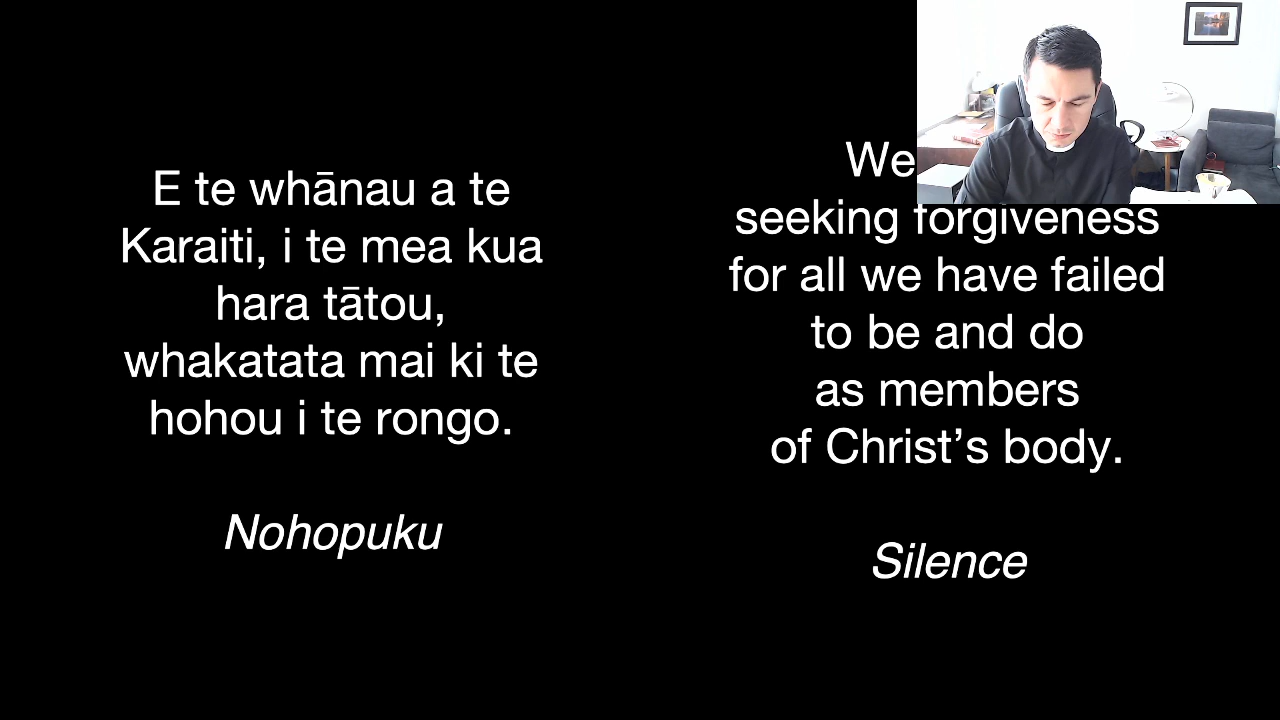 E te whānau a te
Karaiti, i te mea kua
hara tātou,
whakatata mai ki te
hohou i te rongo.
Nohopuku
We
seeking forgiveness
for all we have failed
to be and do
as members
of Christ’s body.
Silence